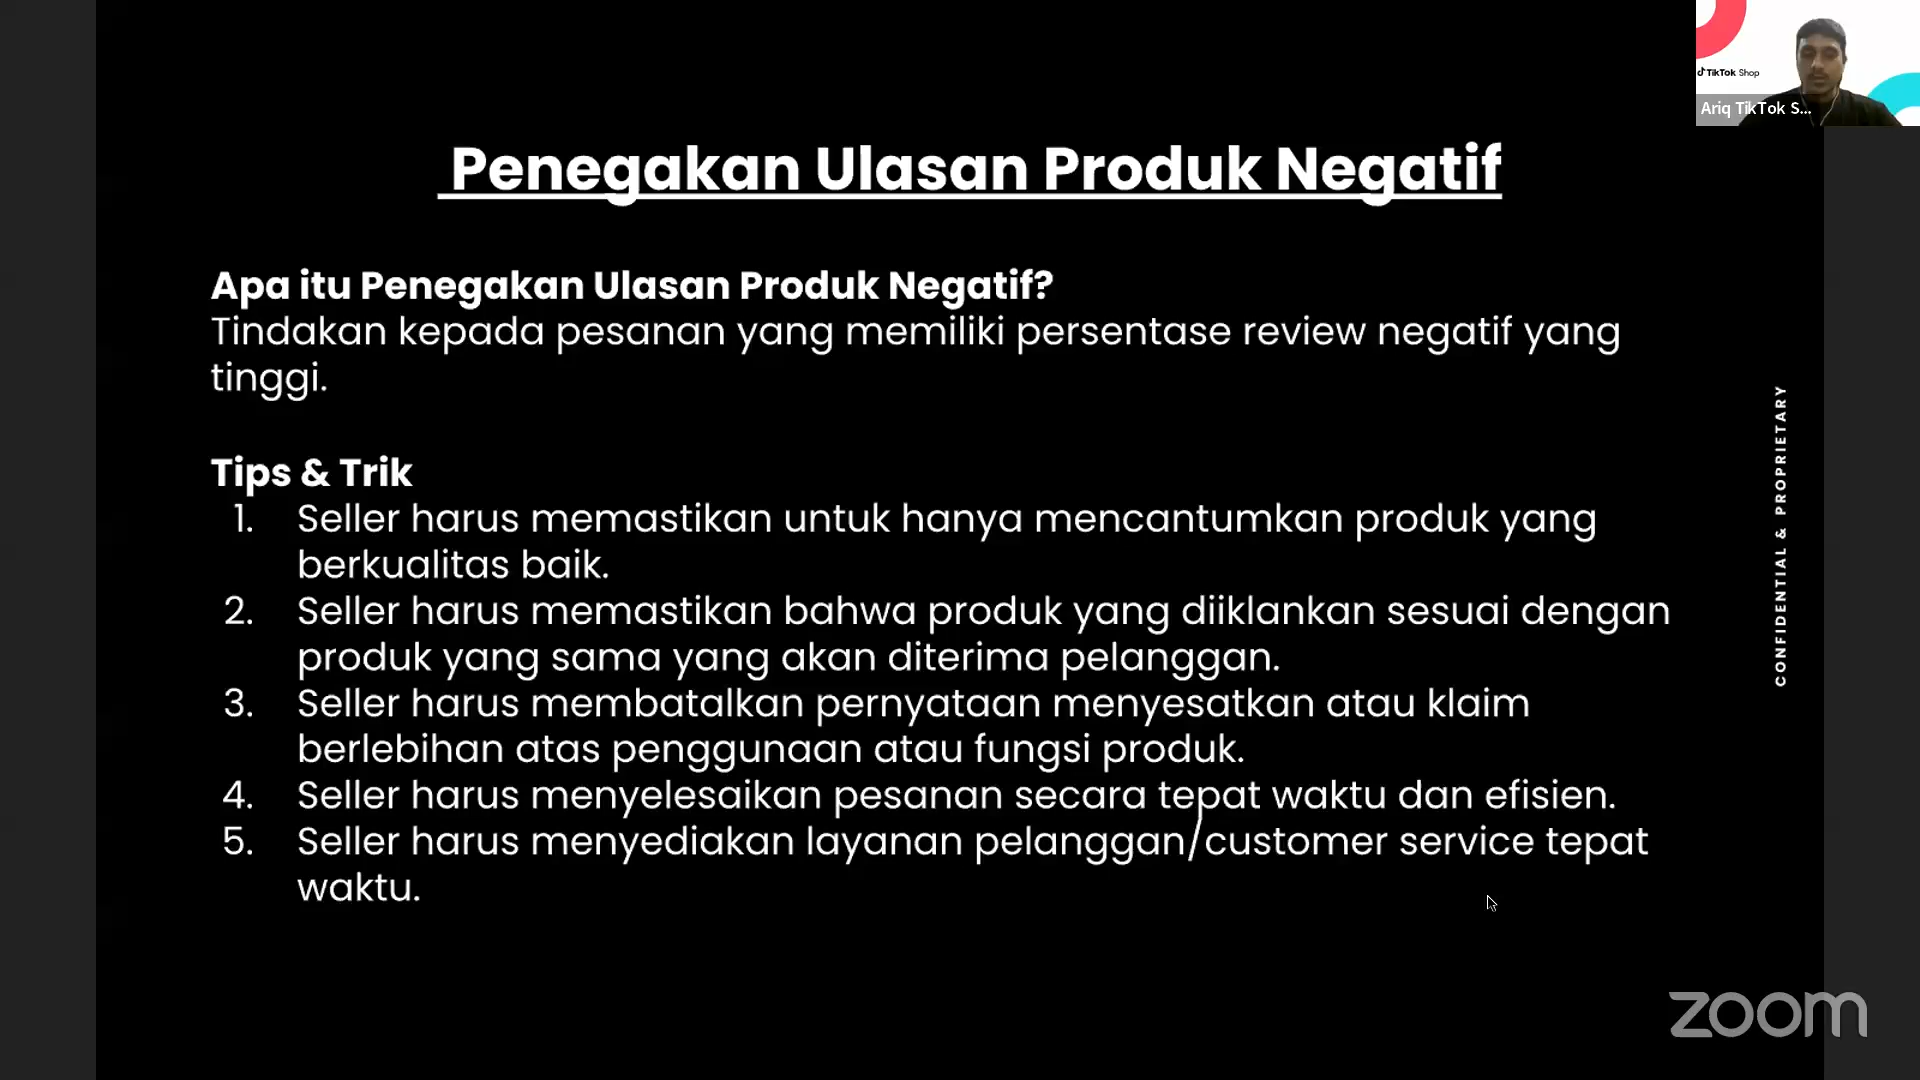 TikTok Shop
Ariq TikTok S...
Penegakan Ulasan Produk Negatif
Apa itu Penegakan Ulasan Produk Negatif?
Tindakan kepada pesanan yang memiliki persentase review negatif yang
tinggi.
Tips & Trik
1. Seller harus memastikan untuk hanya mencantumkan produk yang
berkualitas baik.
2. Seller harus memastikan bahwa produk yang diiklankan sesuai dengan
produk yang sama yang akan diterima pelanggan.
3. Seller harus membatalkan pernyataan menyesatkan atau klaim
berlebihan atas penggunaan atau fungsi produk.
4. Seller harus menyelesaikan pesanan secara tepat waktu dan efisien.
5. Seller harus menyediakan layanan pelanggan/customer service tepat
waktu.
CONFIDENTIAL & PROPRIETARY
zoom